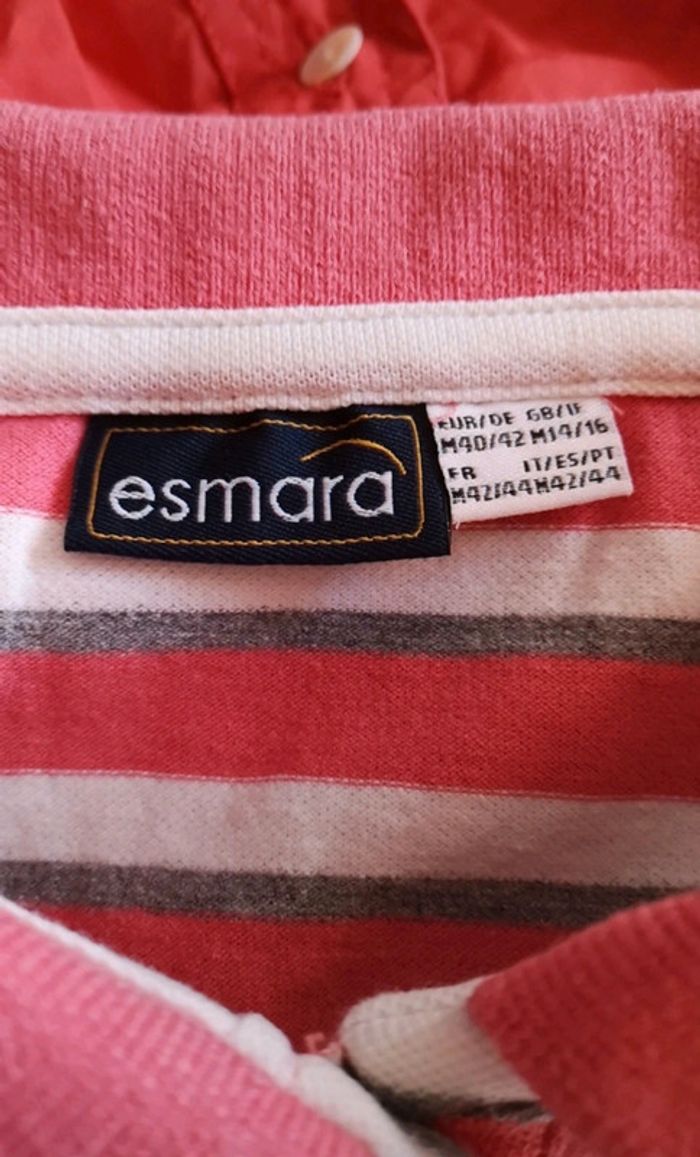 esmara
EUR/DE GB/IE
M40/42 M14/16
FR IT/ES/PT
M42/44 M42/44